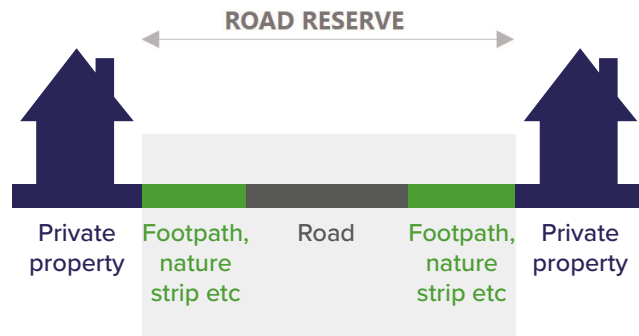 ROAD RESERVE
Private
property
Footpath,
nature
strip etc
Road
Footpath,
nature
strip etc
Private
property